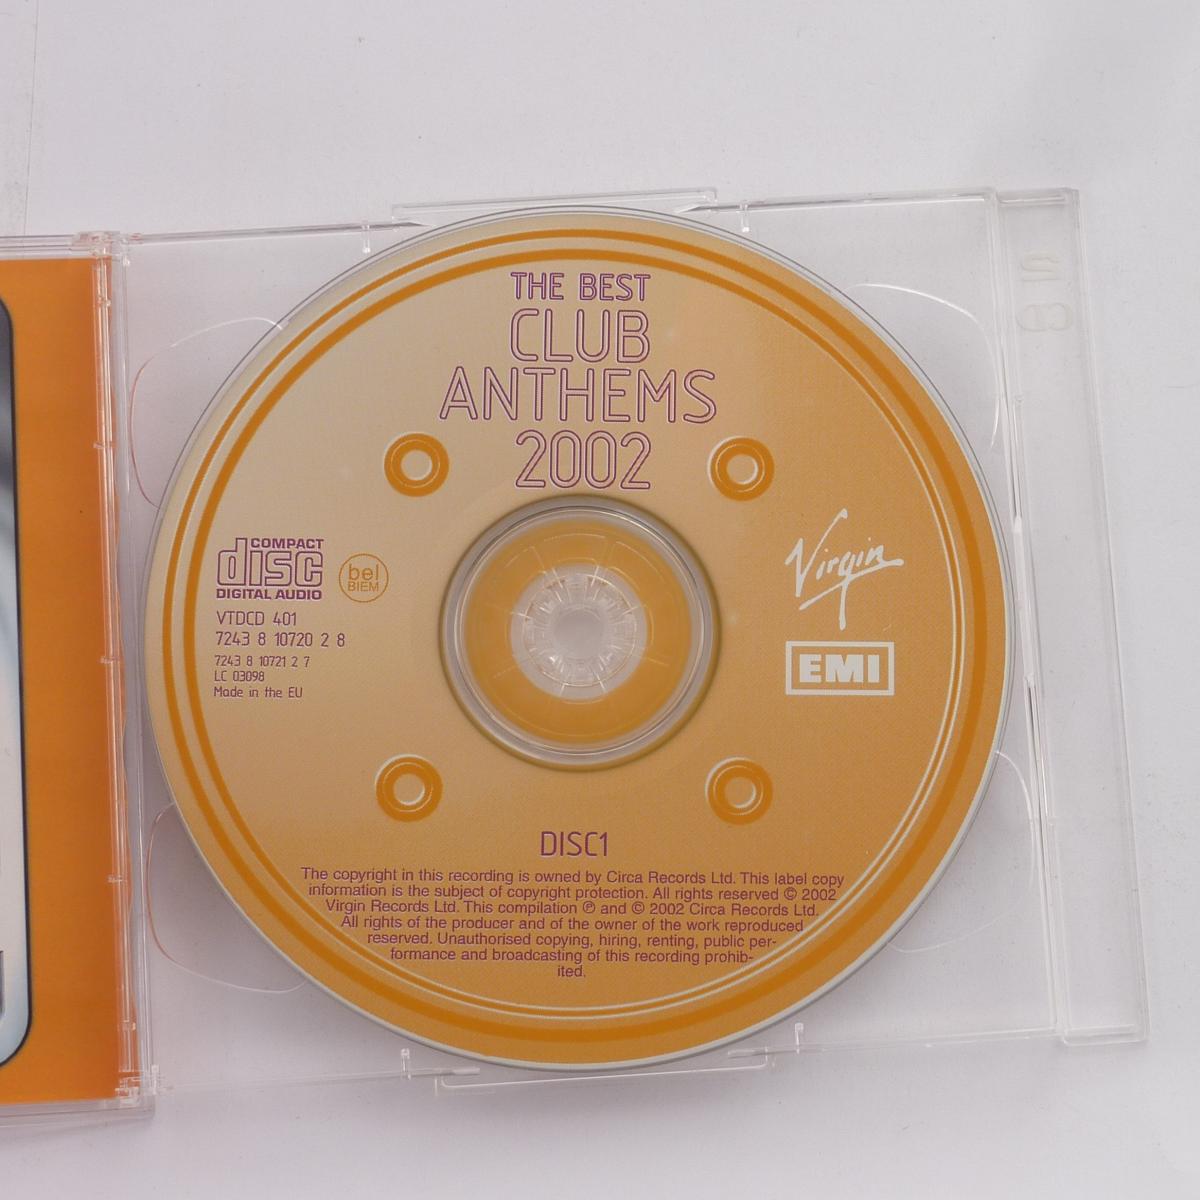 THE BEST
CLUB
ANTHEMS
2002
COMPACT
disc
DIGITAL AUDIO
bel
BIEM
VTDCD 401
7243 8 10720 2 8
7243 8 10721 2 7
LC 03098
Made in the EU
Virgin
EMI
DISC1
The copyright in this recording is owned by Circa Records Ltd. This label copy
information is the subject of copyright protection. All rights reserved © 2002
Virgin Records Ltd. This compilation ℗ and © 2002 Circa Records Ltd.
All rights of the producer and of the owner of the work reproduced
reserved. Unauthorised copying, hiring, renting, public per-
formance and broadcasting of this recording prohib-
ited.